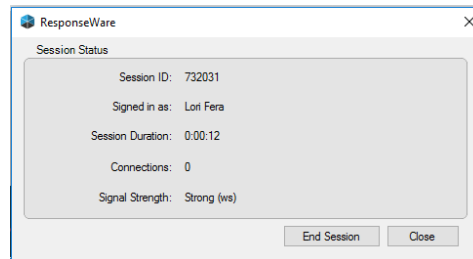 ResponseWare
Session Status
Session ID: 732031
Signed in as: Lori Fera
Session Duration: 0:00:12
Connections: 0
Signal Strength: Strong (ws)
End Session Close